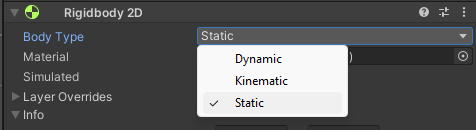 Rigidbody 2D
Body Type Static
Material )
Simulated
Layer Overrides
Info
Dynamic
Kinematic
Static